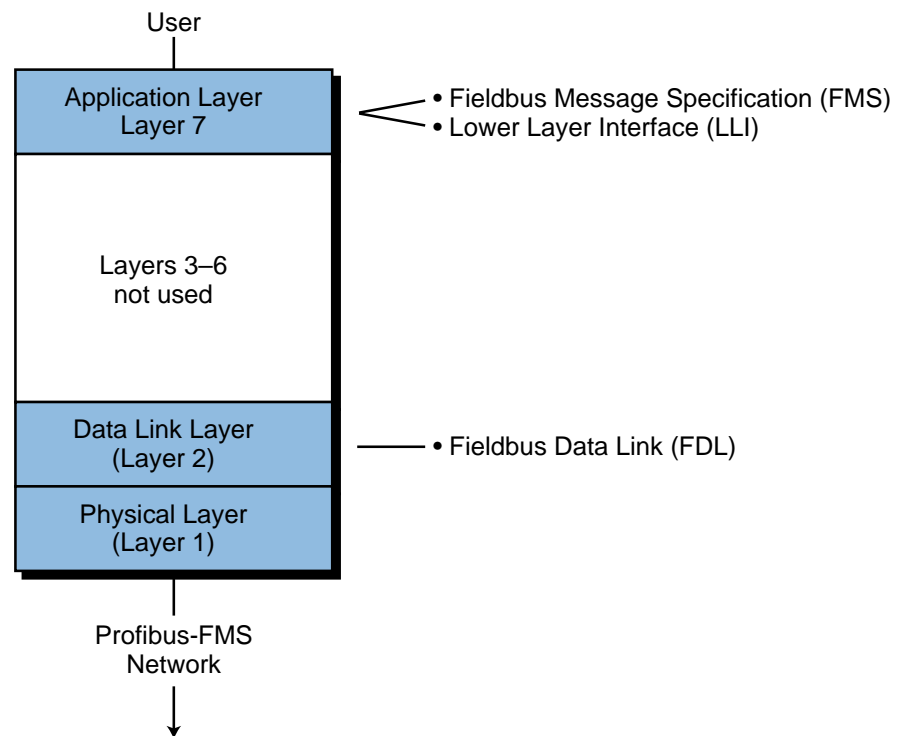 User
Application Layer
Layer 7
• Fieldbus Message Specification (FMS)
• Lower Layer Interface (LLI)
Layers 3–6
not used
Data Link Layer
(Layer 2)
• Fieldbus Data Link (FDL)
Physical Layer
(Layer 1)
Profibus-FMS
Network